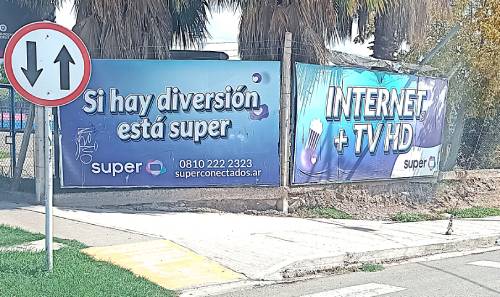 Si hay diversión
está super
super
0810 222 2323
superconectados.ar
INTERNET
+ TV HD
super